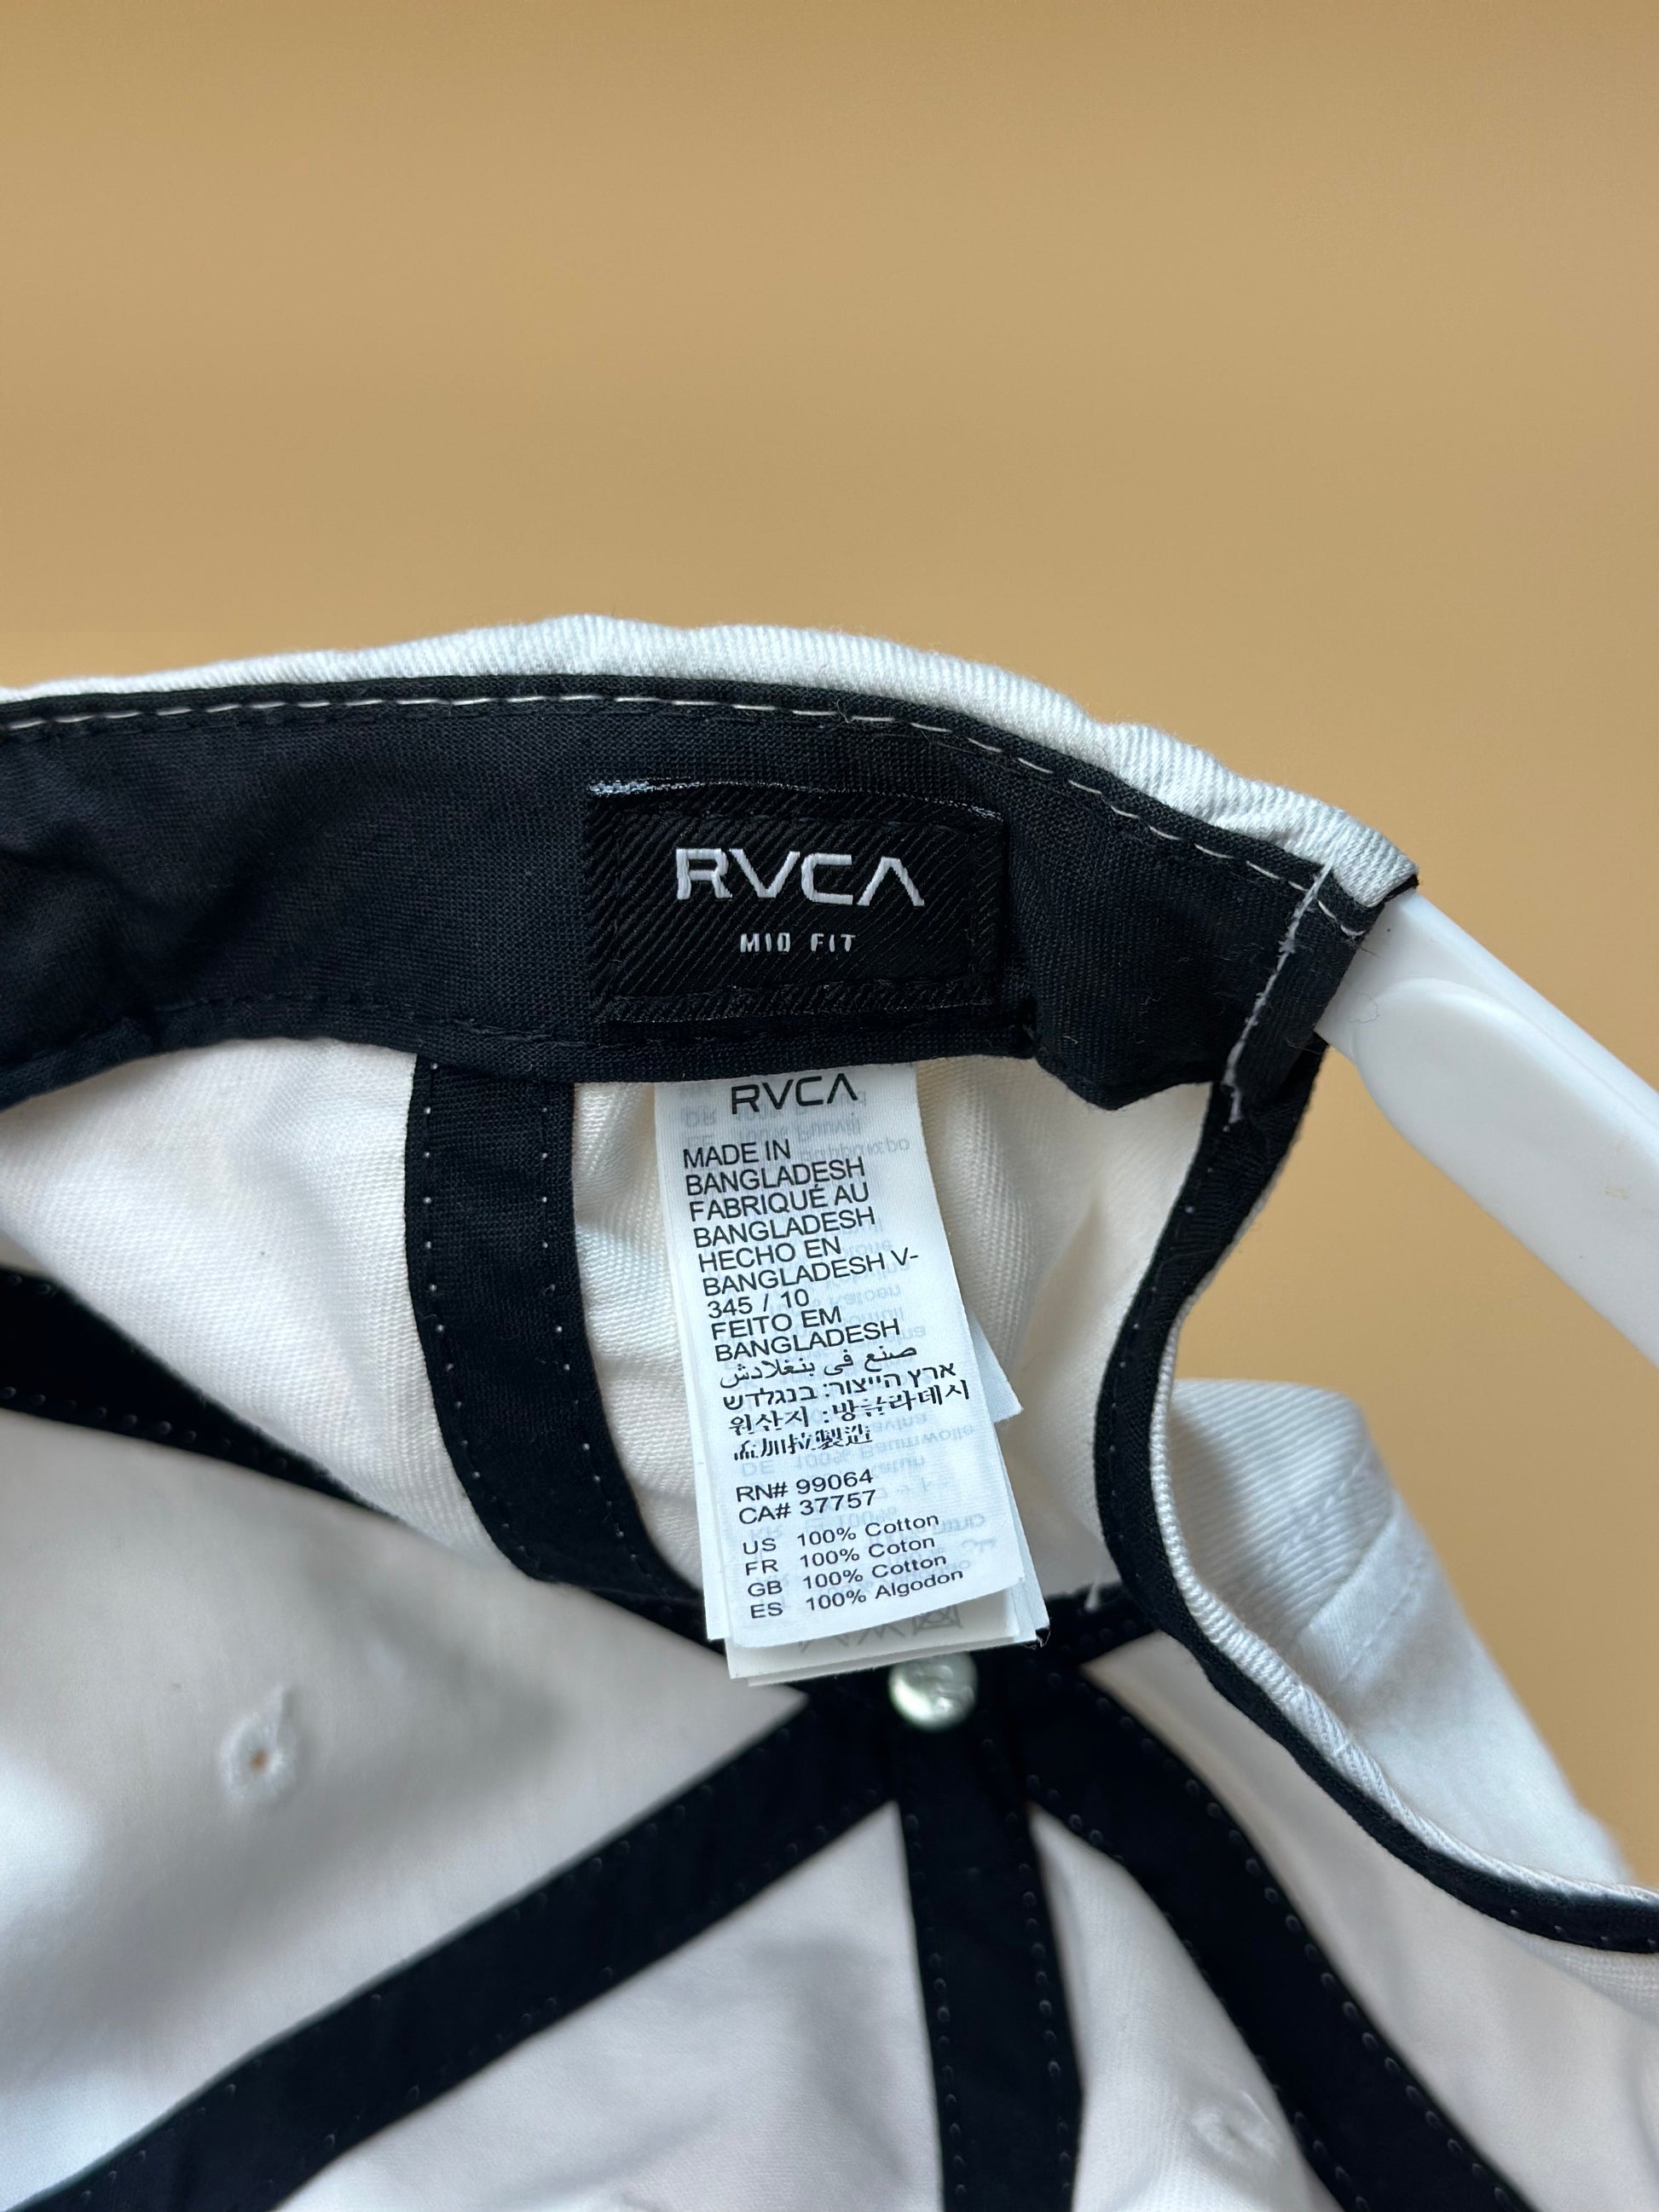 RVCA
MID FIT
RVCA
MADE IN
BANGLADESH
FABRIQUÉ AU
BANGLADESH
HECHO EN
BANGLADESH V-
345 / 10
FEITO EM
BANGLADESH
صنع في بنغلادش
ארץ הייצור: בנגלדש
원산지 : 방글라데시
孟加拉製造
RN# 99064
CA# 37757
US 100% Cotton
FR 100% Coton
GB 100% Cotton
ES 100% Algodon